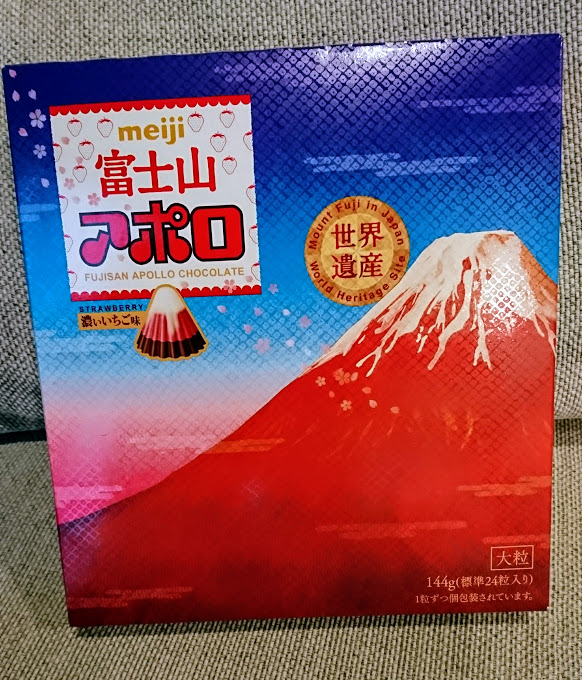 meiji
富士山
アポロ
FUJISAN APOLLO CHOCOLATE
STRAWBERRY
濃いいちご味
Mount Fuji in Japan
世界
遺産
World Heritage Site
大粒
144g(標準24粒入り)
1粒ずつ個包装されています。